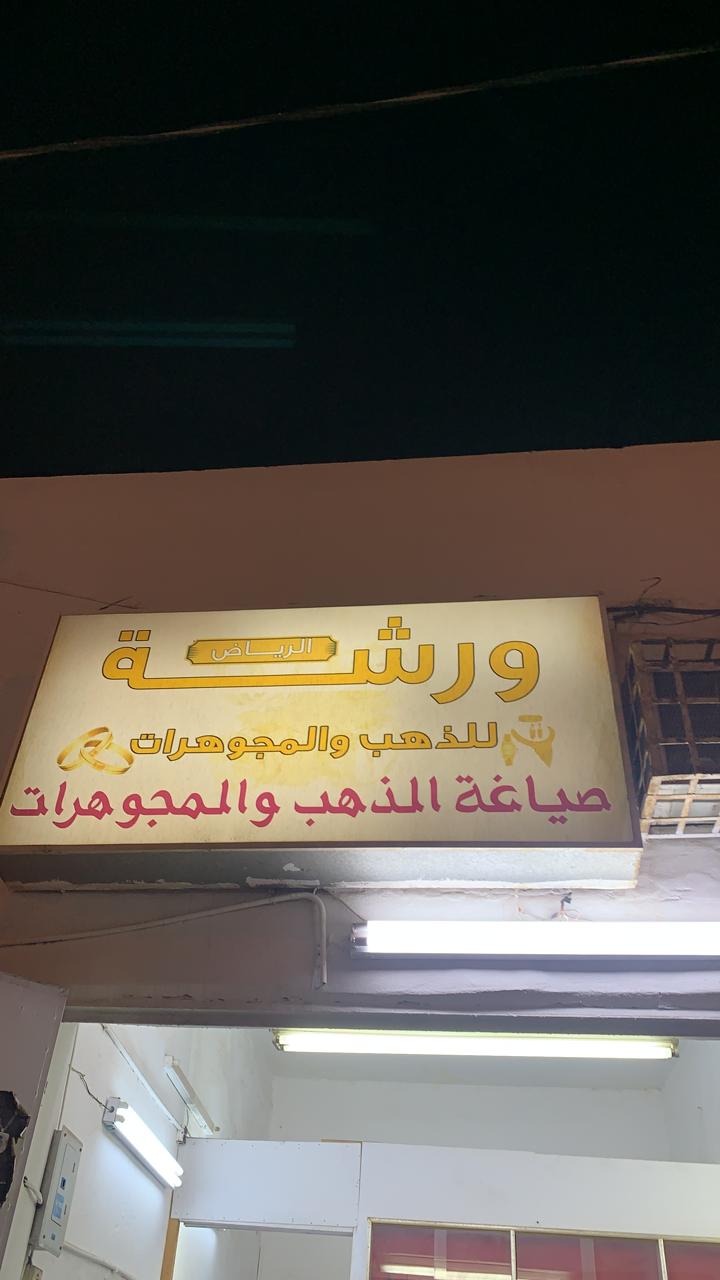 ورشة
الرياض
للذهب والمجوهرات
صياغة الذهب والمجوهرات